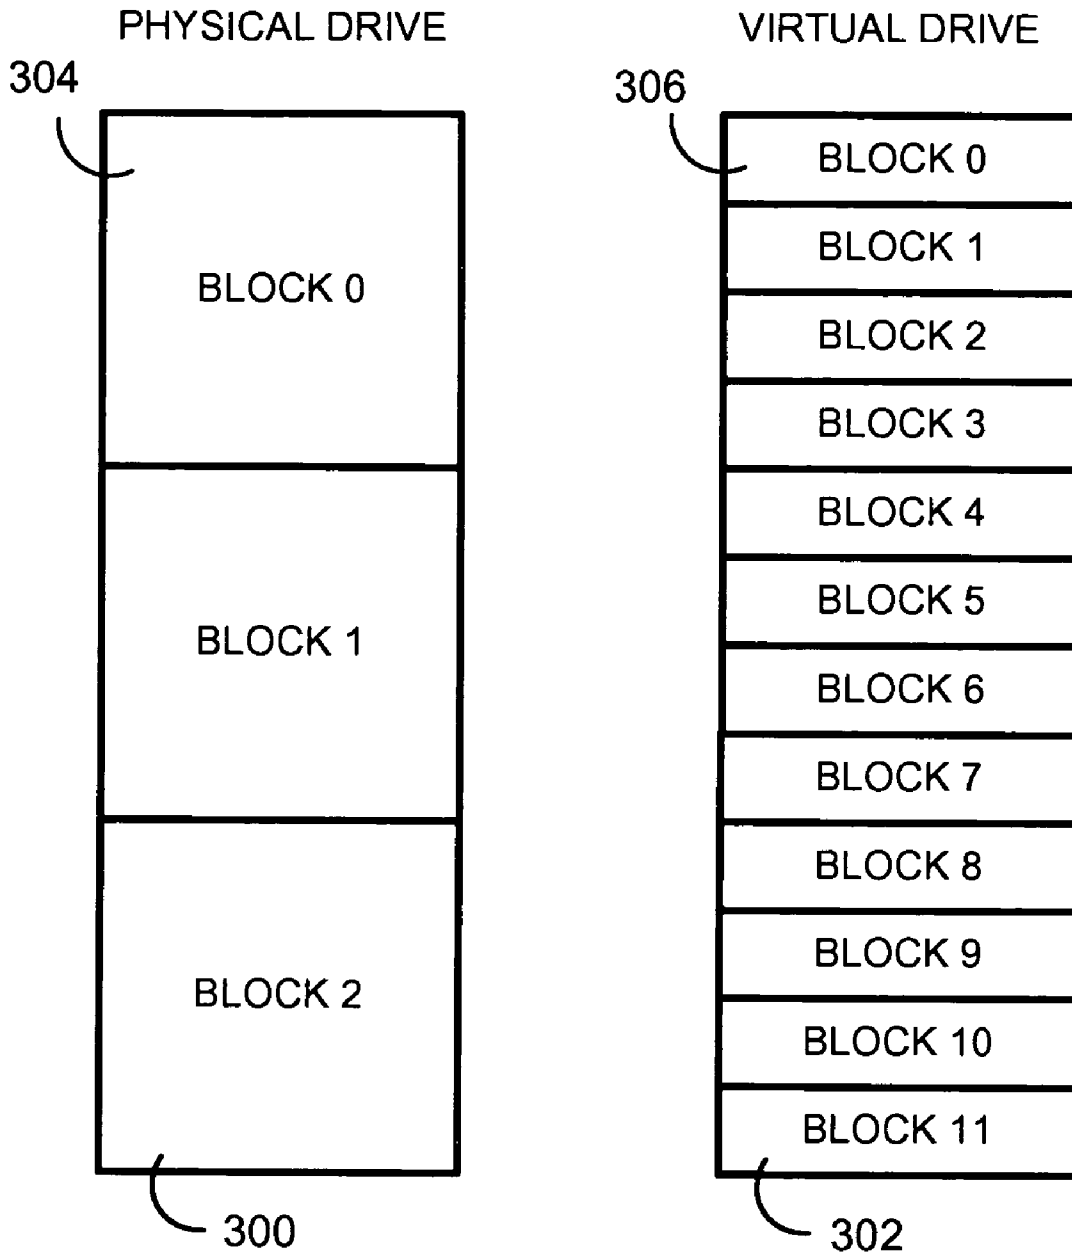 PHYSICAL DRIVE
304
BLOCK 0
BLOCK 1
BLOCK 2
300
VIRTUAL DRIVE
306
BLOCK 0
BLOCK 1
BLOCK 2
BLOCK 3
BLOCK 4
BLOCK 5
BLOCK 6
BLOCK 7
BLOCK 8
BLOCK 9
BLOCK 10
BLOCK 11
302